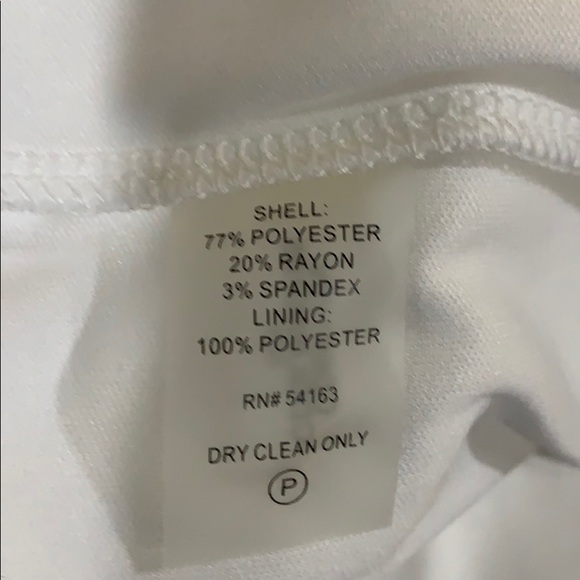 SHELL:
77% POLYESTER
20% RAYON
3% SPANDEX
LINING:
100% POLYESTER
RN# 54163
DRY CLEAN ONLY
P